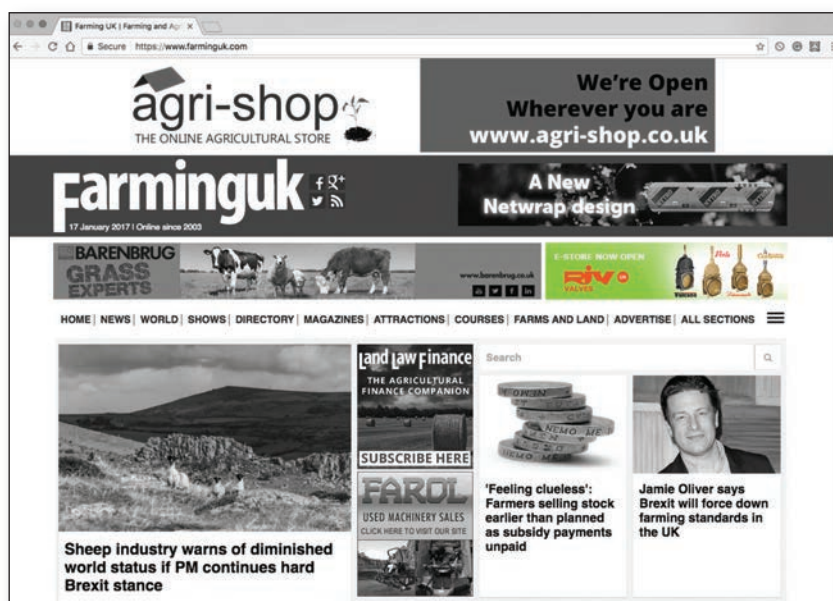 Farming UK | Farming and Agr
Secure https://www.farminguk.com
agri-shop
THE ONLINE AGRICULTURAL STORE
We're Open
Wherever you are
www.agri-shop.co.uk
Farminguk
17 January 2017 | Online since 2003
A New
Netwrap design
BARENBRUG
GRASS
EXPERTS
www.barenbrug.co.uk
E-STORE NOW OPEN
RIV
VALVES
HOME | NEWS | WORLD | SHOWS | DIRECTORY | MAGAZINES | ATTRACTIONS | COURSES | FARMS AND LAND | ADVERTISE | ALL SECTIONS
Sheep industry warns of diminished
world status if PM continues hard
Brexit stance
Land Law Finance
THE AGRICULTURAL
FINANCE COMPANION
SUBSCRIBE HERE
FAROL
USED MACHINERY SALES
CLICK HERE TO VISIT OUR SITE
Search
NEMO ME I
'Feeling clueless':
Farmers selling stock
earlier than planned
as subsidy payments
unpaid
Jamie Oliver says
Brexit will force down
farming standards in
the UK